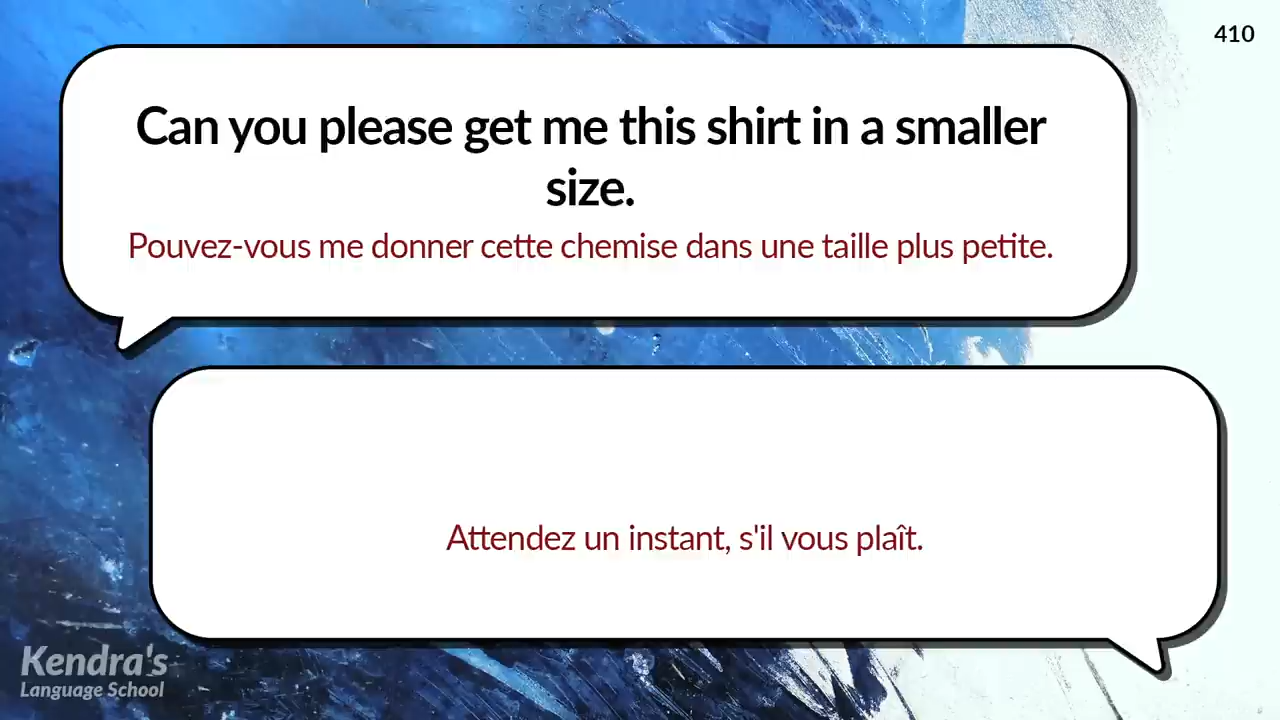 410
Can you please get me this shirt in a smaller
size.
Pouvez-vous me donner cette chemise dans une taille plus petite.
Attendez un instant, s'il vous plaît.
Kendra's
Language School